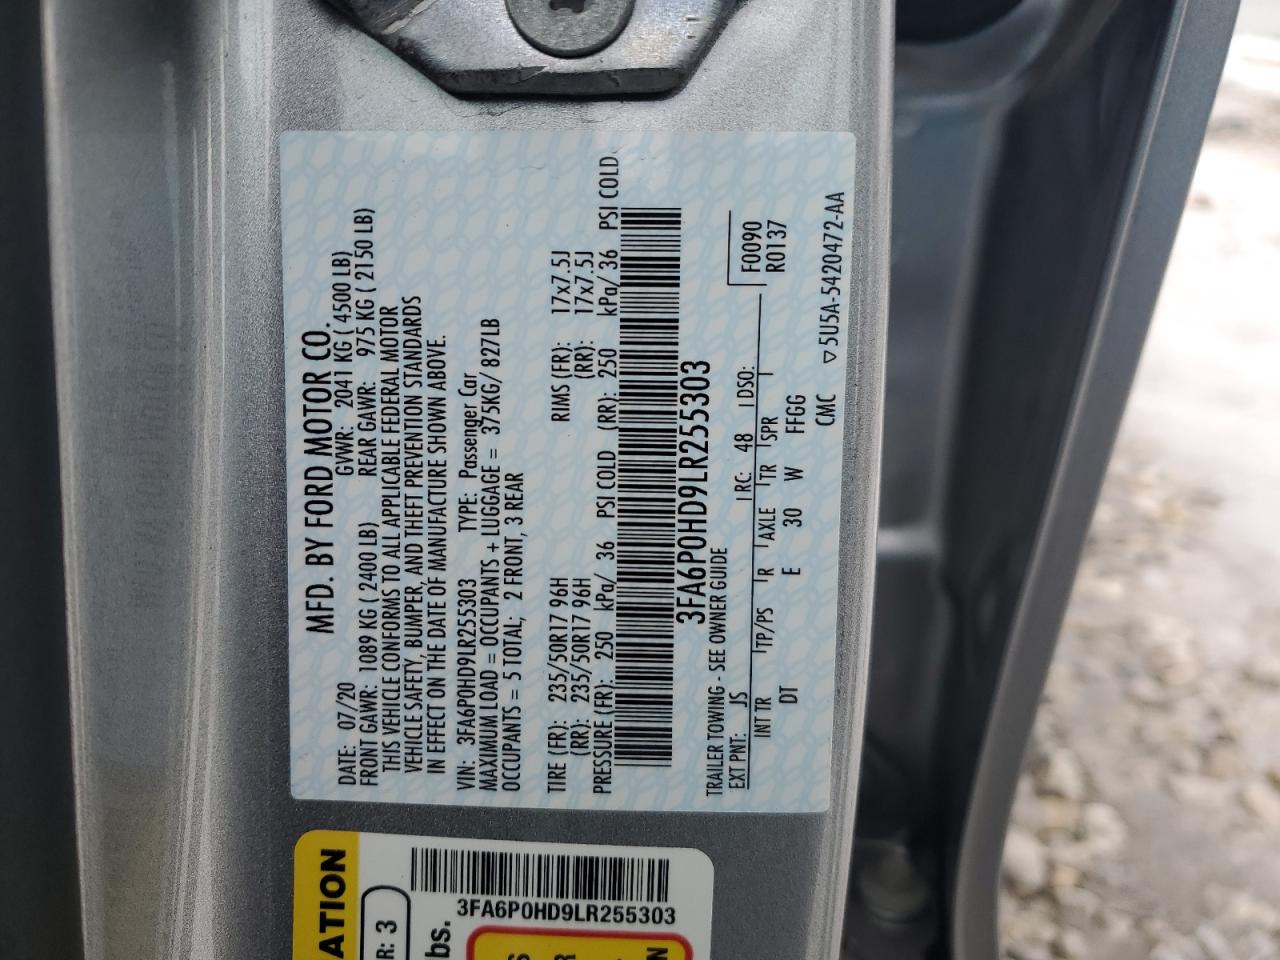 MFD. BY FORD MOTOR CO.
DATE: 07/20 GVWR: 2041 KG ( 4500 LB)
FRONT GAWR: 1089 KG ( 2400 LB) REAR GAWR: 975 KG ( 2150 LB)
THIS VEHICLE CONFORMS TO ALL APPLICABLE FEDERAL MOTOR
VEHICLE SAFETY, BUMPER, AND THEFT PREVENTION STANDARDS
IN EFFECT ON THE DATE OF MANUFACTURE SHOWN ABOVE.
VIN: 3FA6P0HD9LR255303 TYPE: Passenger Car
MAXIMUM LOAD = OCCUPANTS + LUGGAGE = 375KG/ 827LB
OCCUPANTS = 5 TOTAL; 2 FRONT, 3 REAR
TIRE (FR): 235/50R17 96H RIMS (FR): 17x7.5J
(RR): 235/50R17 96H (RR): 17x7.5J
PRESSURE (FR): 250 kPa/ 36 PSI COLD (RR): 250 kPa/ 36 PSI COLD
3FA6P0HD9LR255303
TRAILER TOWING - SEE OWNER GUIDE
F0090
R0137
EXT PNT: JS RC: 48 DSO:
INT TR TP/PS R AXLE TR SPR
DT E 30 W FFGG
CMC ▽5U5A-5420472-AA
ATION
R: 3
3FA6P0HD9LR255303
bs.